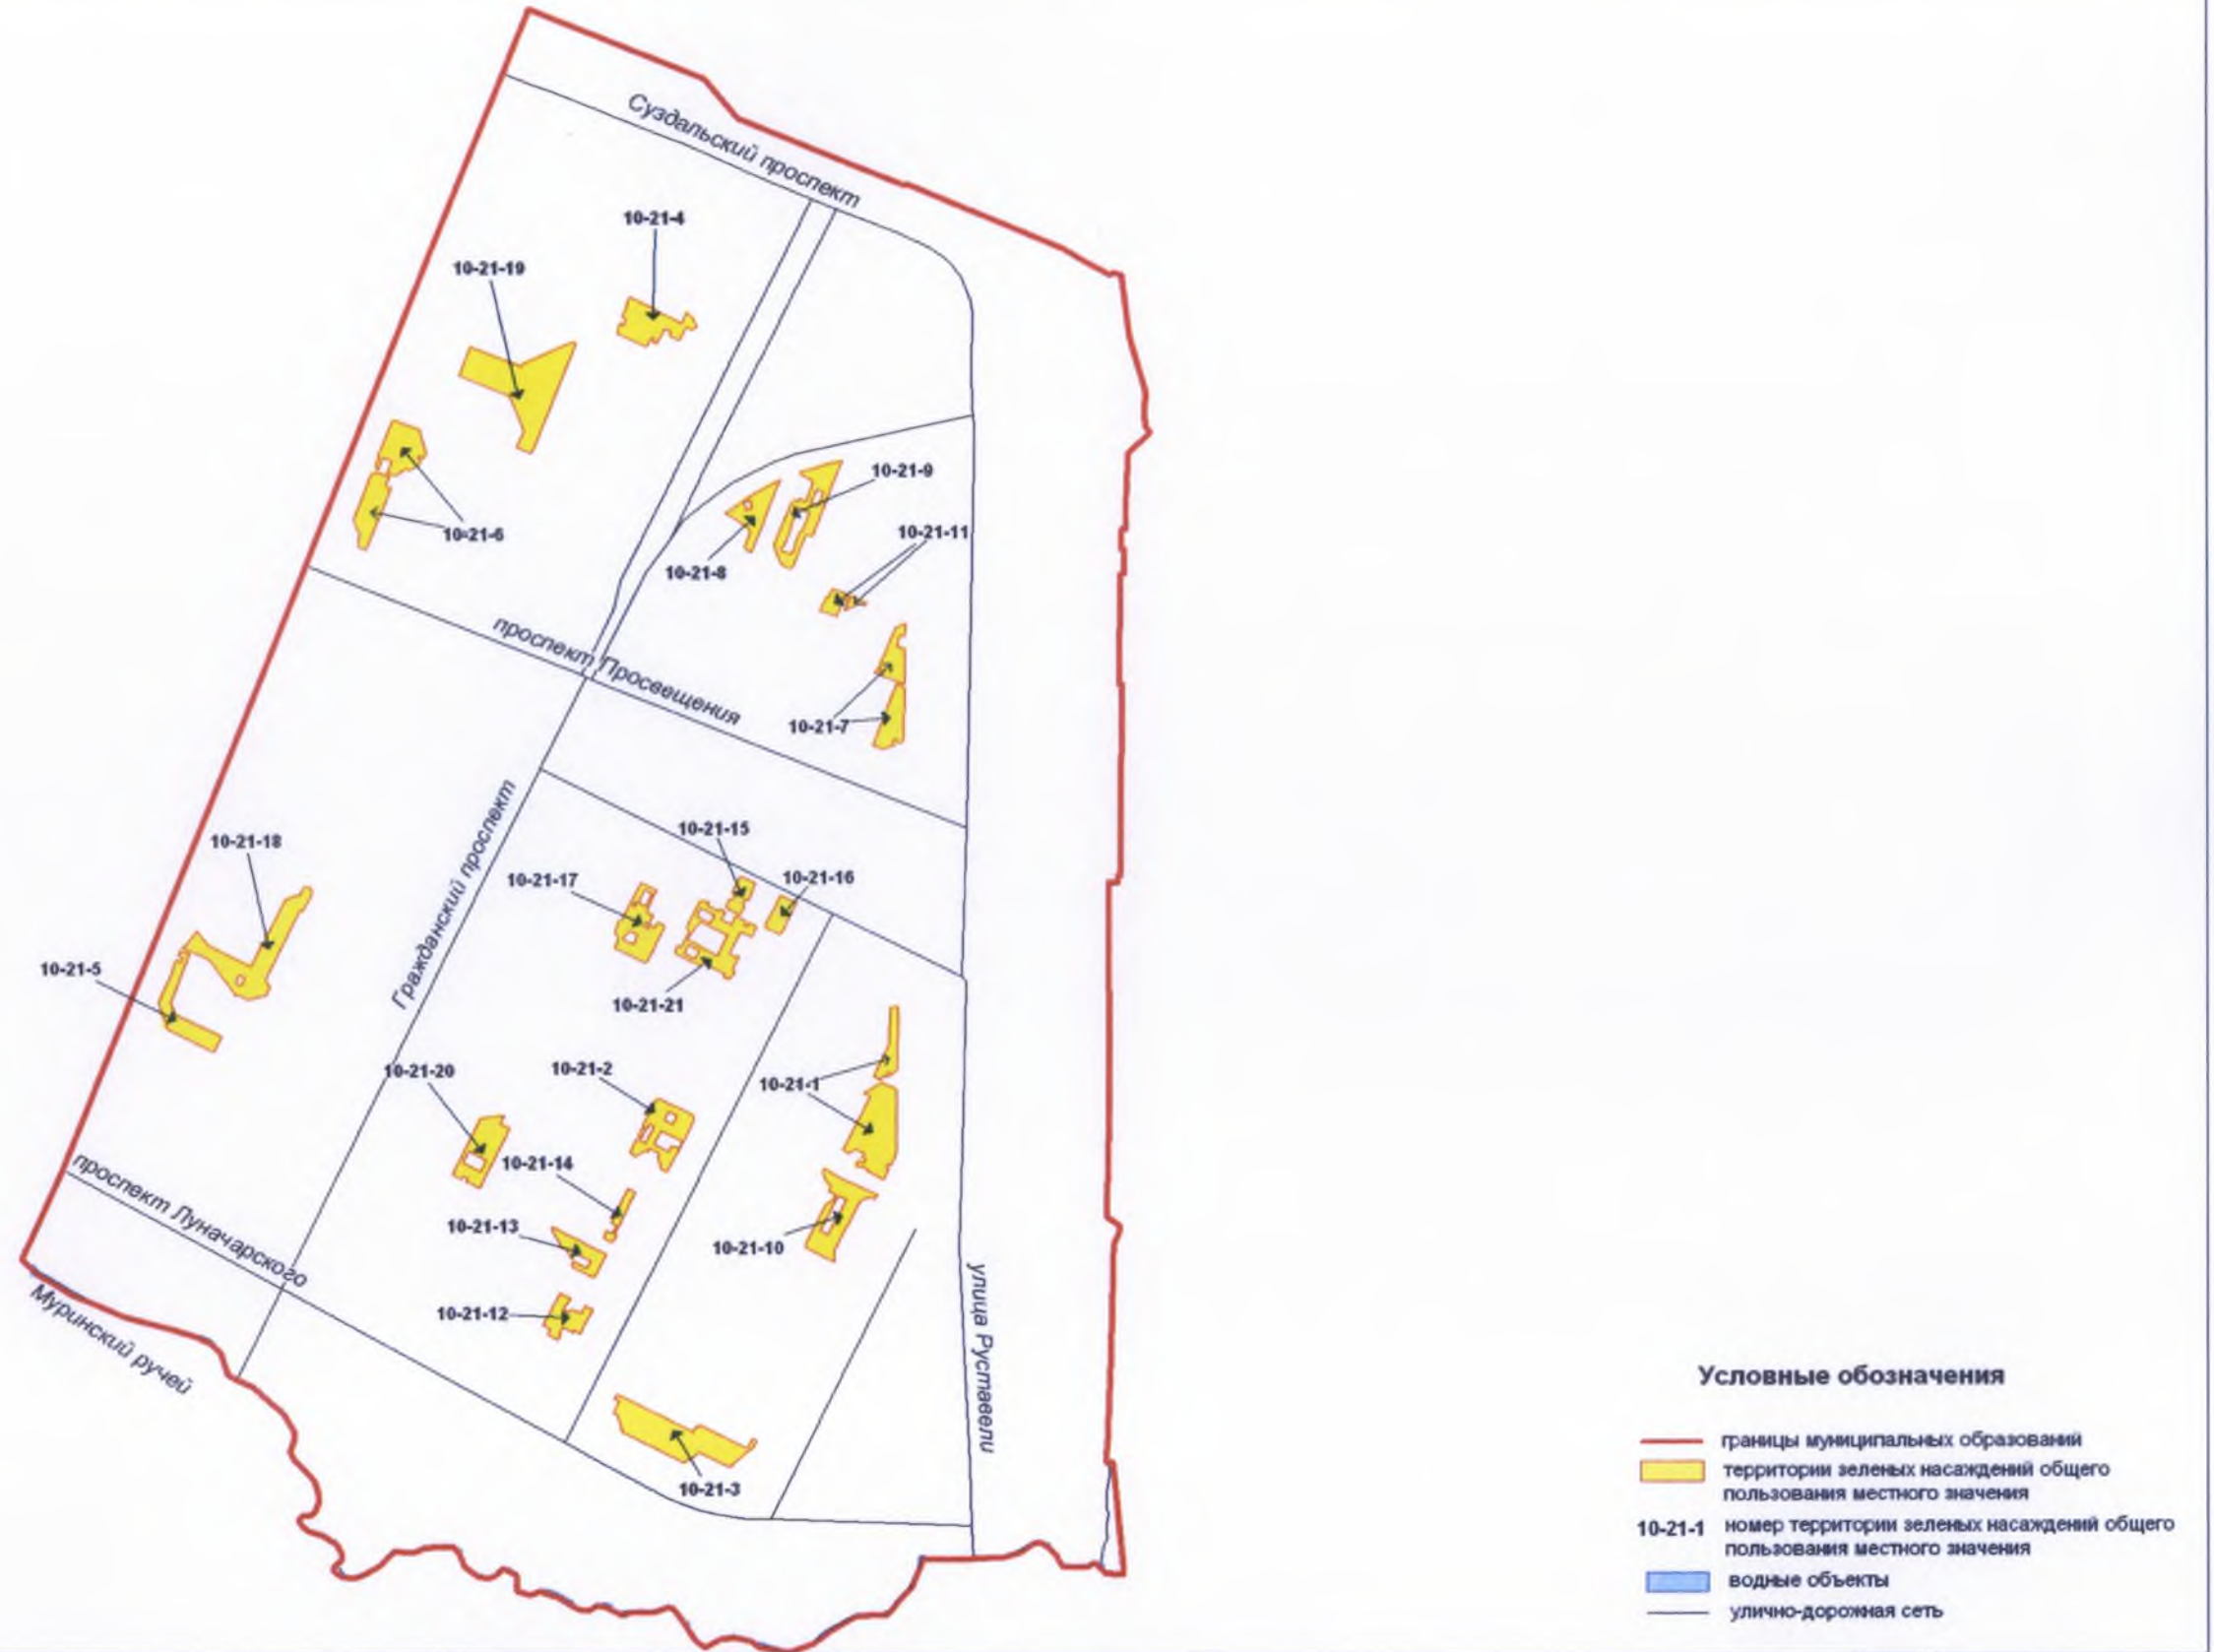 Суздальский проспект
10-21-4
10-21-19
10-21-9
10-21-11
10-21-6
10-21-8
проспект Просвещения
10-21-7
Гражданский проспект
10-21-15
10-21-18
10-21-16
10-21-17
10-21-5
10-21-21
10-21-20
10-21-2
10-21-1
10-21-14
проспект Луначарского
10-21-13
10-21-10
Муринский ручей
10-21-12
улица Руставели
10-21-3
Условные обозначения
границы муниципальных образований
территории зеленых насаждений общего
пользования местного значения
10-21-1 номер территории зеленых насаждений общего
пользования местного значения
водные объекты
улично-дорожная сеть